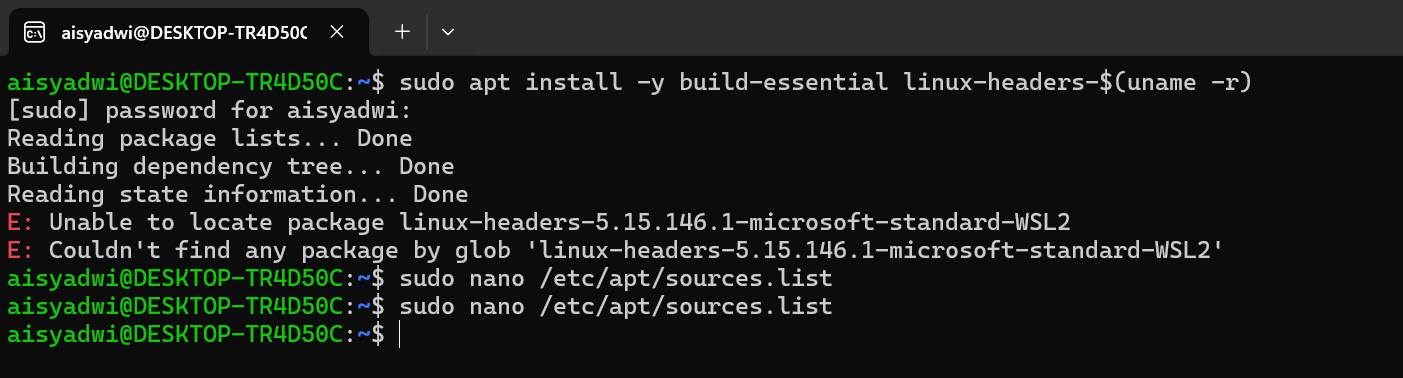 aisyadwi@DESKTOP-TR4D50C
aisyadwi@DESKTOP-TR4D50C:~$ sudo apt install -y build-essential linux-headers-$(uname -r)
[sudo] password for aisyadwi:
Reading package lists... Done
Building dependency tree... Done
Reading state information... Done
E: Unable to locate package linux-headers-5.15.146.1-microsoft-standard-WSL2
E: Couldn't find any package by glob 'linux-headers-5.15.146.1-microsoft-standard-WSL2'
aisyadwi@DESKTOP-TR4D50C:~$ sudo nano /etc/apt/sources.list
aisyadwi@DESKTOP-TR4D50C:~$ sudo nano /etc/apt/sources.list
aisyadwi@DESKTOP-TR4D50C:~$